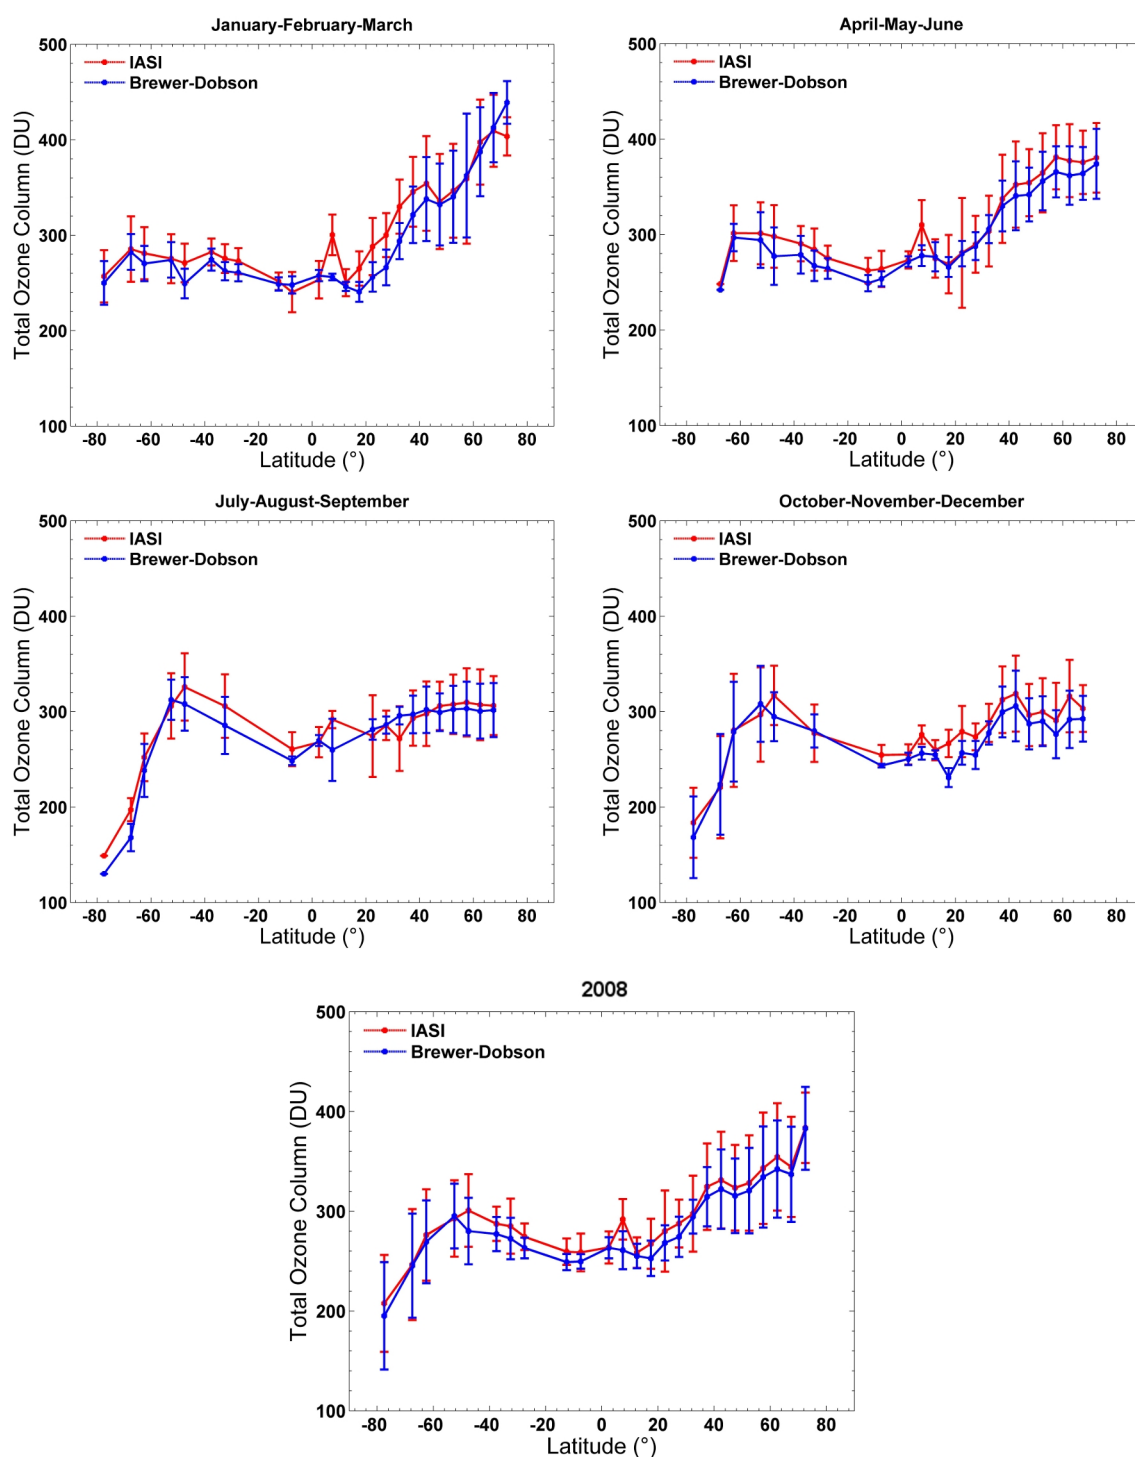 January-February-March
500
400
300
200
100
Total Ozone Column (DU)
IASI
Brewer-Dobson
-80 -60 -40 -20 0 20 40 60 80
Latitude (°)
April-May-June
500
400
300
200
100
Total Ozone Column (DU)
IASI
Brewer-Dobson
-80 -60 -40 -20 0 20 40 60 80
Latitude (°)
July-August-September
500
400
300
200
100
Total Ozone Column (DU)
IASI
Brewer-Dobson
-80 -60 -40 -20 0 20 40 60 80
Latitude (°)
October-November-December
500
400
300
200
100
Total Ozone Column (DU)
IASI
Brewer-Dobson
-80 -60 -40 -20 0 20 40 60 80
Latitude (°)
2008
500
400
300
200
100
Total Ozone Column (DU)
IASI
Brewer-Dobson
-80 -60 -40 -20 0 20 40 60 80
Latitude (°)